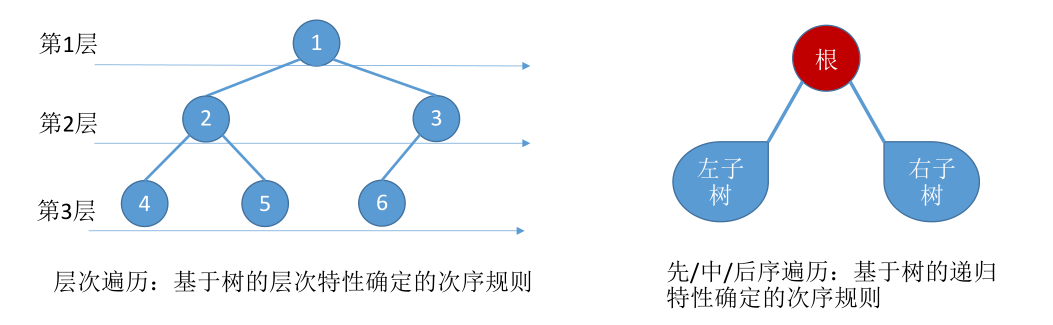 第1层
1
第2层
2
3
第3层
4
5
6
层次遍历：基于树的层次特性确定的次序规则
根
左子
树
右子
树
先/中/后序遍历：基于树的递归
特性确定的次序规则